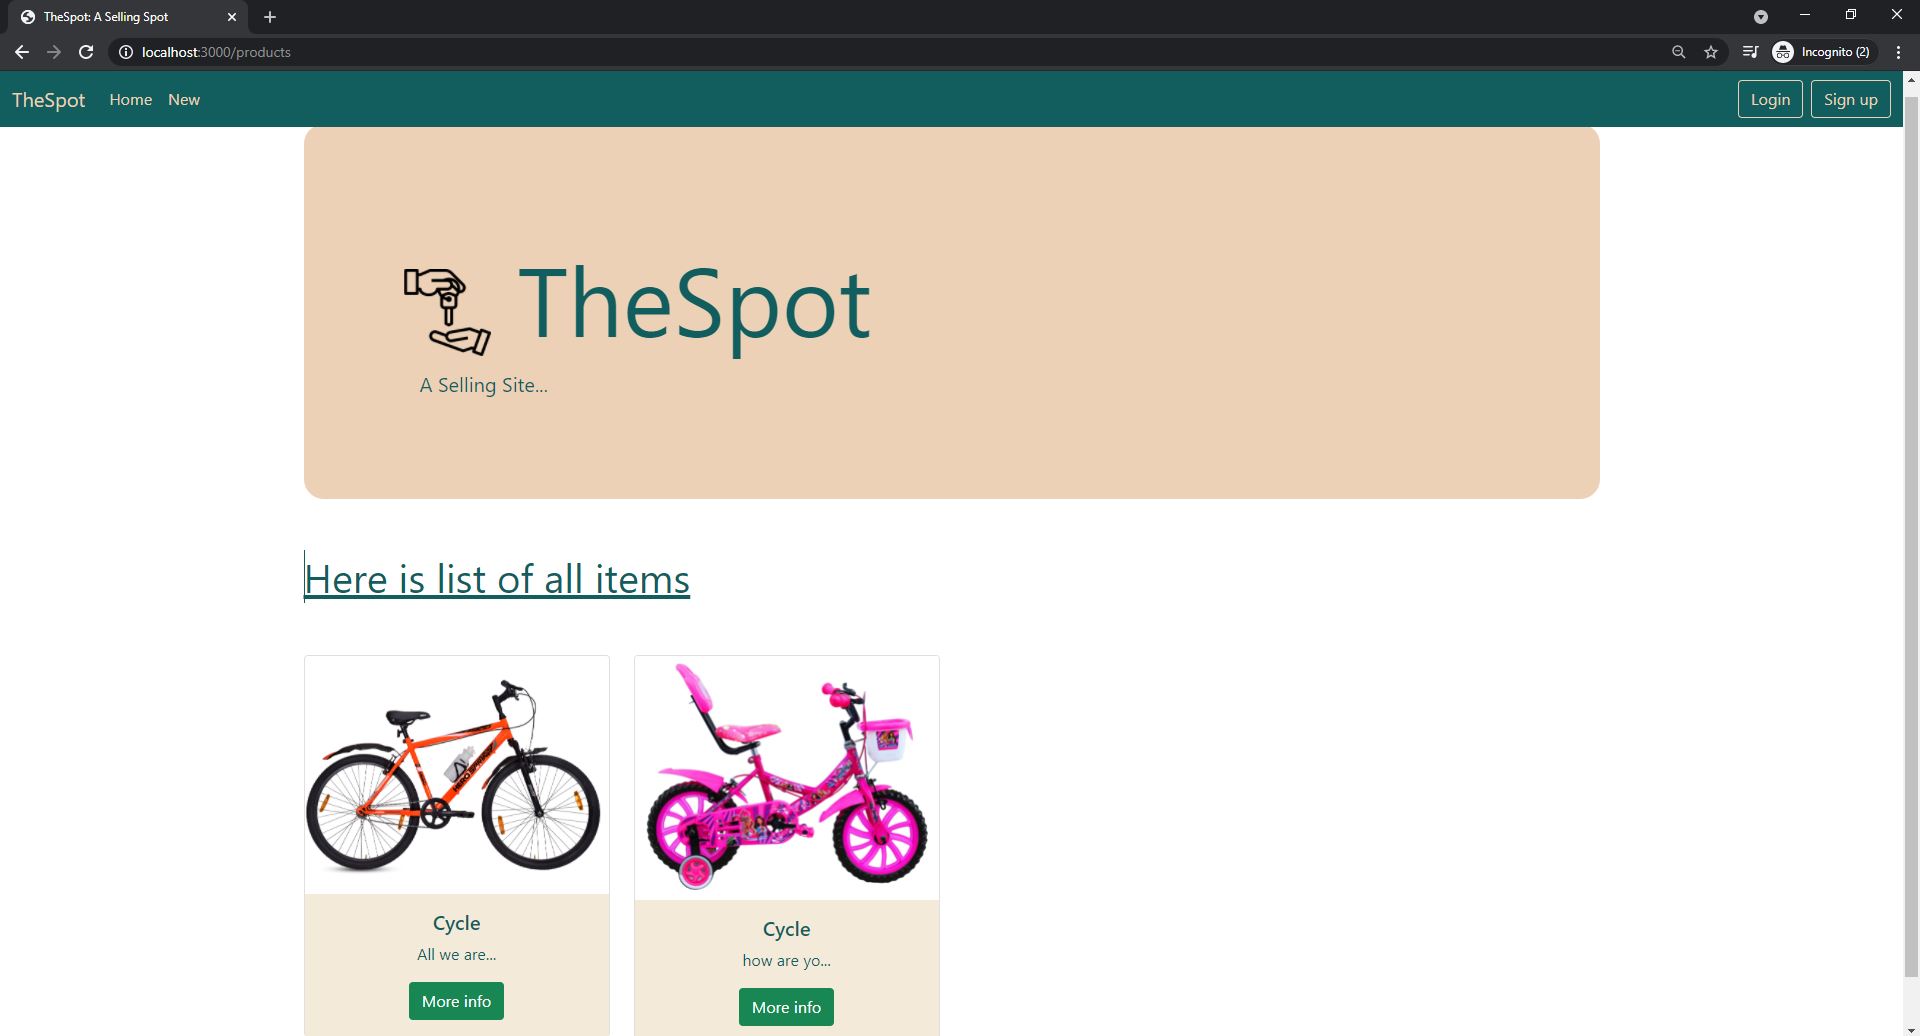 TheSpot: A Selling Spot
localhost:3000/products
Incognito (2)
TheSpot Home New Login Sign up
TheSpot
A Selling Site...
Here is list of all items
Cycle
All we are...
More info
Cycle
how are yo...
More info